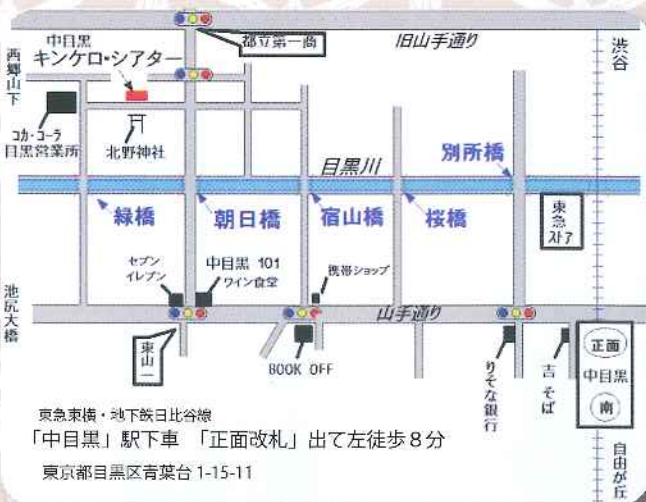 中目黒
キンケロ・シアター
都立第一商
旧山手通り
渋谷
西郷山下
コカ・コーラ
目黒営業所
北野神社
目黒川
別所橋
緑橋
朝日橋
宿山橋
桜橋
東急
ストア
セブン
イレブン
中目黒 101
ワイン食堂
携帯ショップ
池尻大橋
山手通り
東山一
BOOK OFF
りそな銀行
吉そば
正面
中目黒
南
自由が丘
東急東横・地下鉄日比谷線
「中目黒」駅下車 「正面改札」出て左徒歩8分
東京都目黒区青葉台 1-15-11